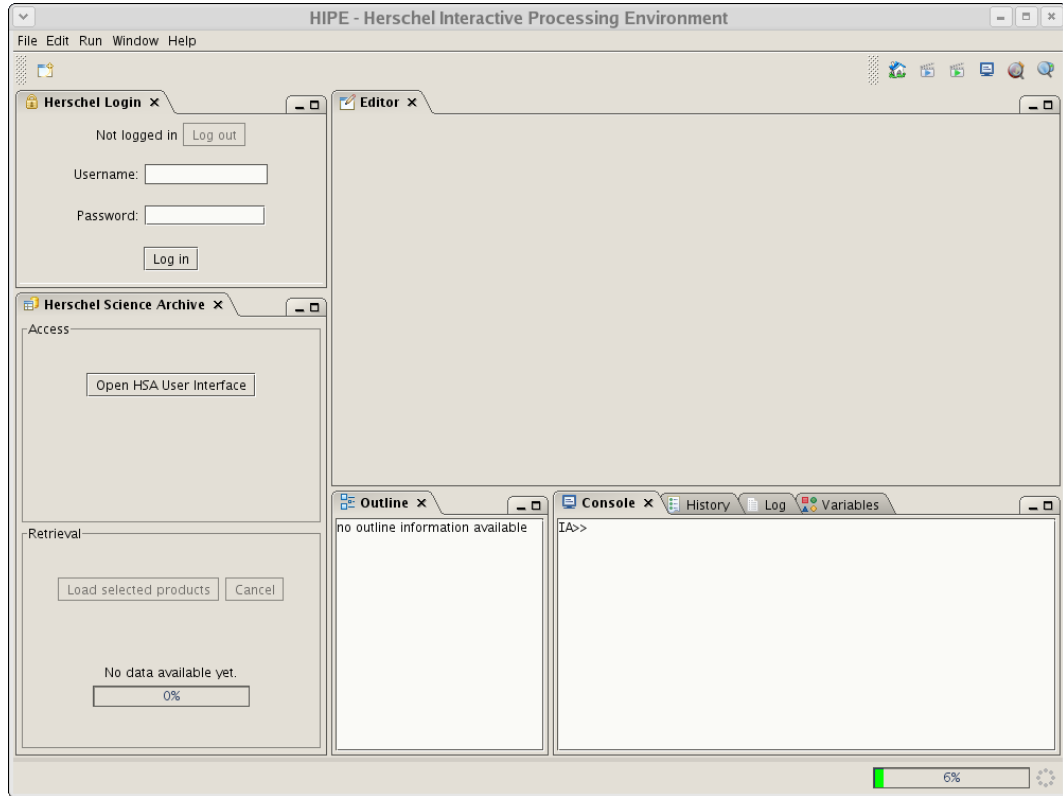 HIPE - Herschel Interactive Processing Environment
File Edit Run Window Help
Herschel Login
Not logged in Log out
Username:
Password:
Log in
Herschel Science Archive
Access
Open HSA User Interface
Retrieval
Load selected products Cancel
No data available yet.
0%
Editor
Outline
no outline information available
Console History Log Variables
IA>>
6%